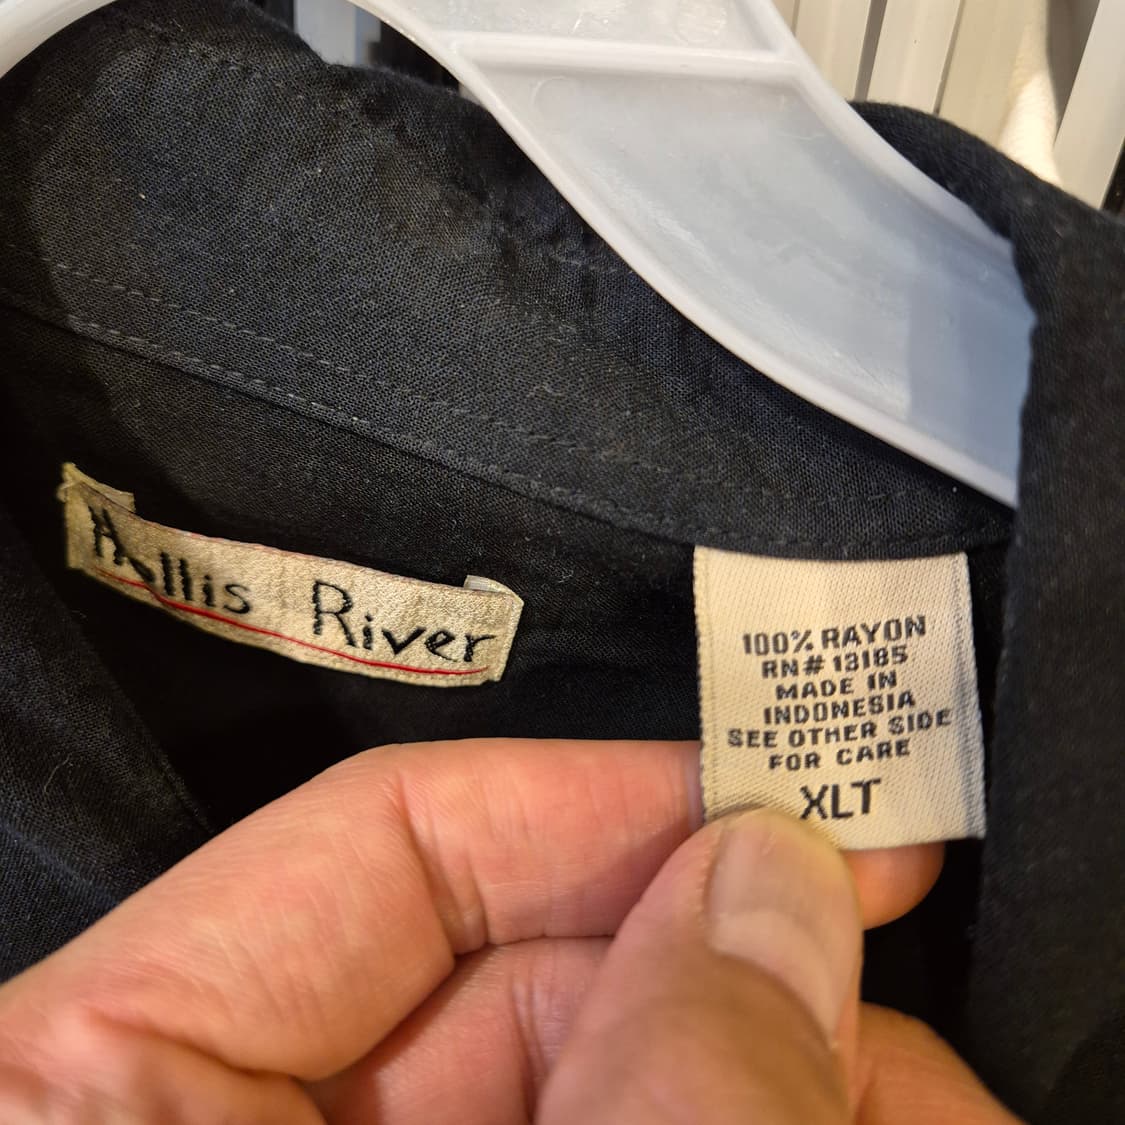 Hollis River
100% RAYON
RN# 13185
MADE IN
INDONESIA
SEE OTHER SIDE
FOR CARE
XLT